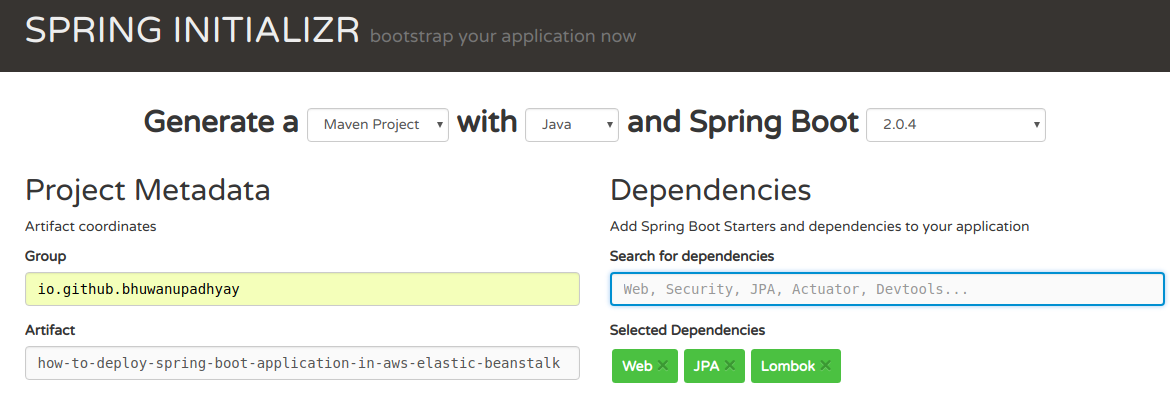 SPRING INITIALIZR bootstrap your application now
Generate a Maven Project with Java and Spring Boot 2.0.4
Project Metadata
Artifact coordinates
Group
io.github.bhuwanupadhyay
Artifact
how-to-deploy-spring-boot-application-in-aws-elastic-beanstalk
Dependencies
Add Spring Boot Starters and dependencies to your application
Search for dependencies
Web, Security, JPA, Actuator, Devtools...
Selected Dependencies
Web × JPA × Lombok ×